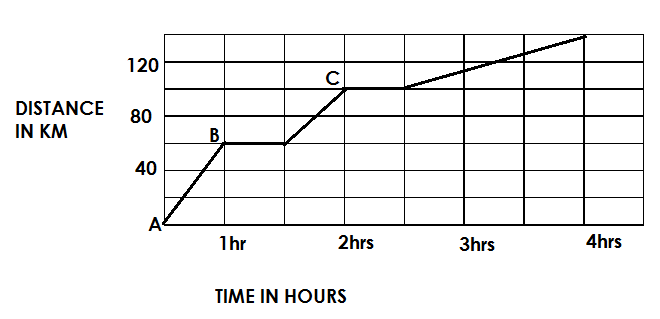 120
C
DISTANCE
IN KM
80
B
40
A
1hr
2hrs
3hrs
4hrs
TIME IN HOURS